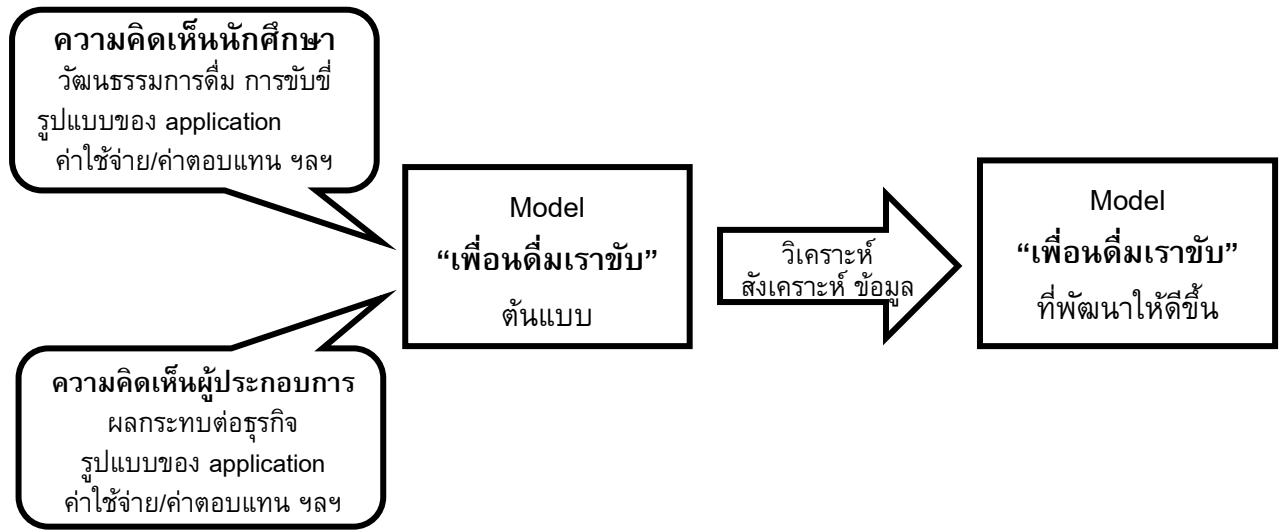 ความคิดเห็นนักศึกษา
วัฒนธรรมการดื่ม การขับขี่
รูปแบบของ application
ค่าใช้จ่าย/ค่าตอบแทน ฯลฯ
Model
“เพื่อนดื่มเราขับ”
ต้นแบบ
วิเคราะห์
สังเคราะห์ ข้อมูล
Model
“เพื่อนดื่มเราขับ”
ที่พัฒนาให้ดีขึ้น
ความคิดเห็นผู้ประกอบการ
ผลกระทบต่อธุรกิจ
รูปแบบของ application
ค่าใช้จ่าย/ค่าตอบแทน ฯลฯ